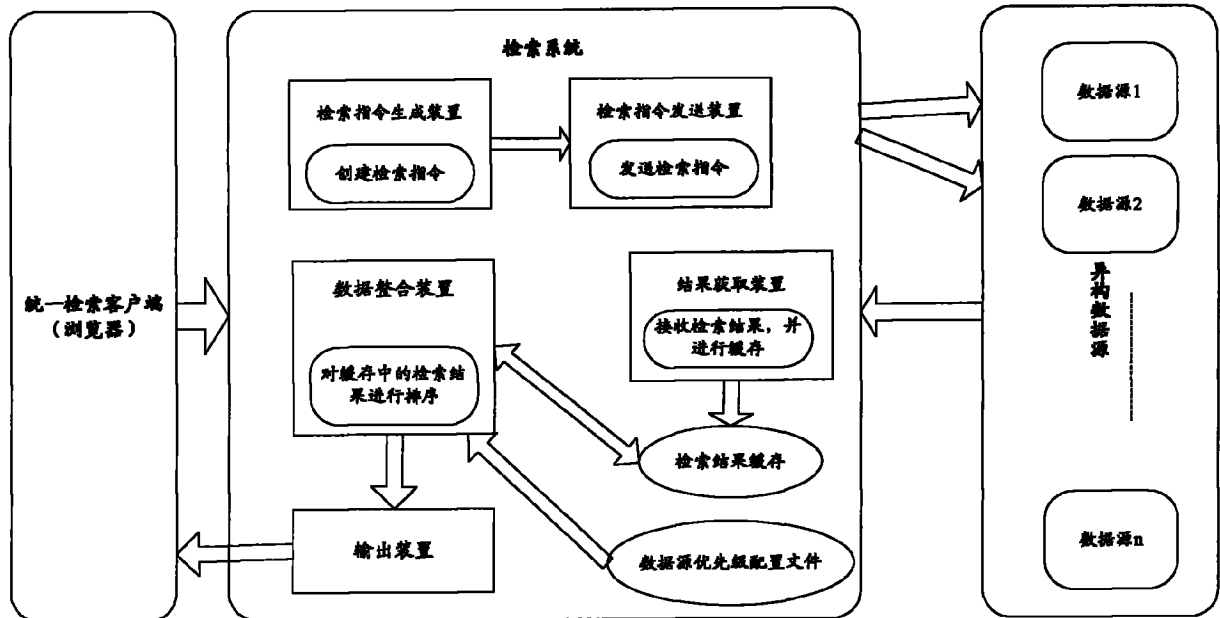 检索系统
检索指令生成装置
创建检索指令
检索指令发送装置
发送检索指令
数据源1
数据源2
异构数据源
数据源n
统一检索客户端
（浏览器）
数据整合装置
对缓存中的检索结
果进行排序
结果获取装置
接收检索结果，并
进行缓存
检索结果缓存
输出装置
数据源优先级配置文件